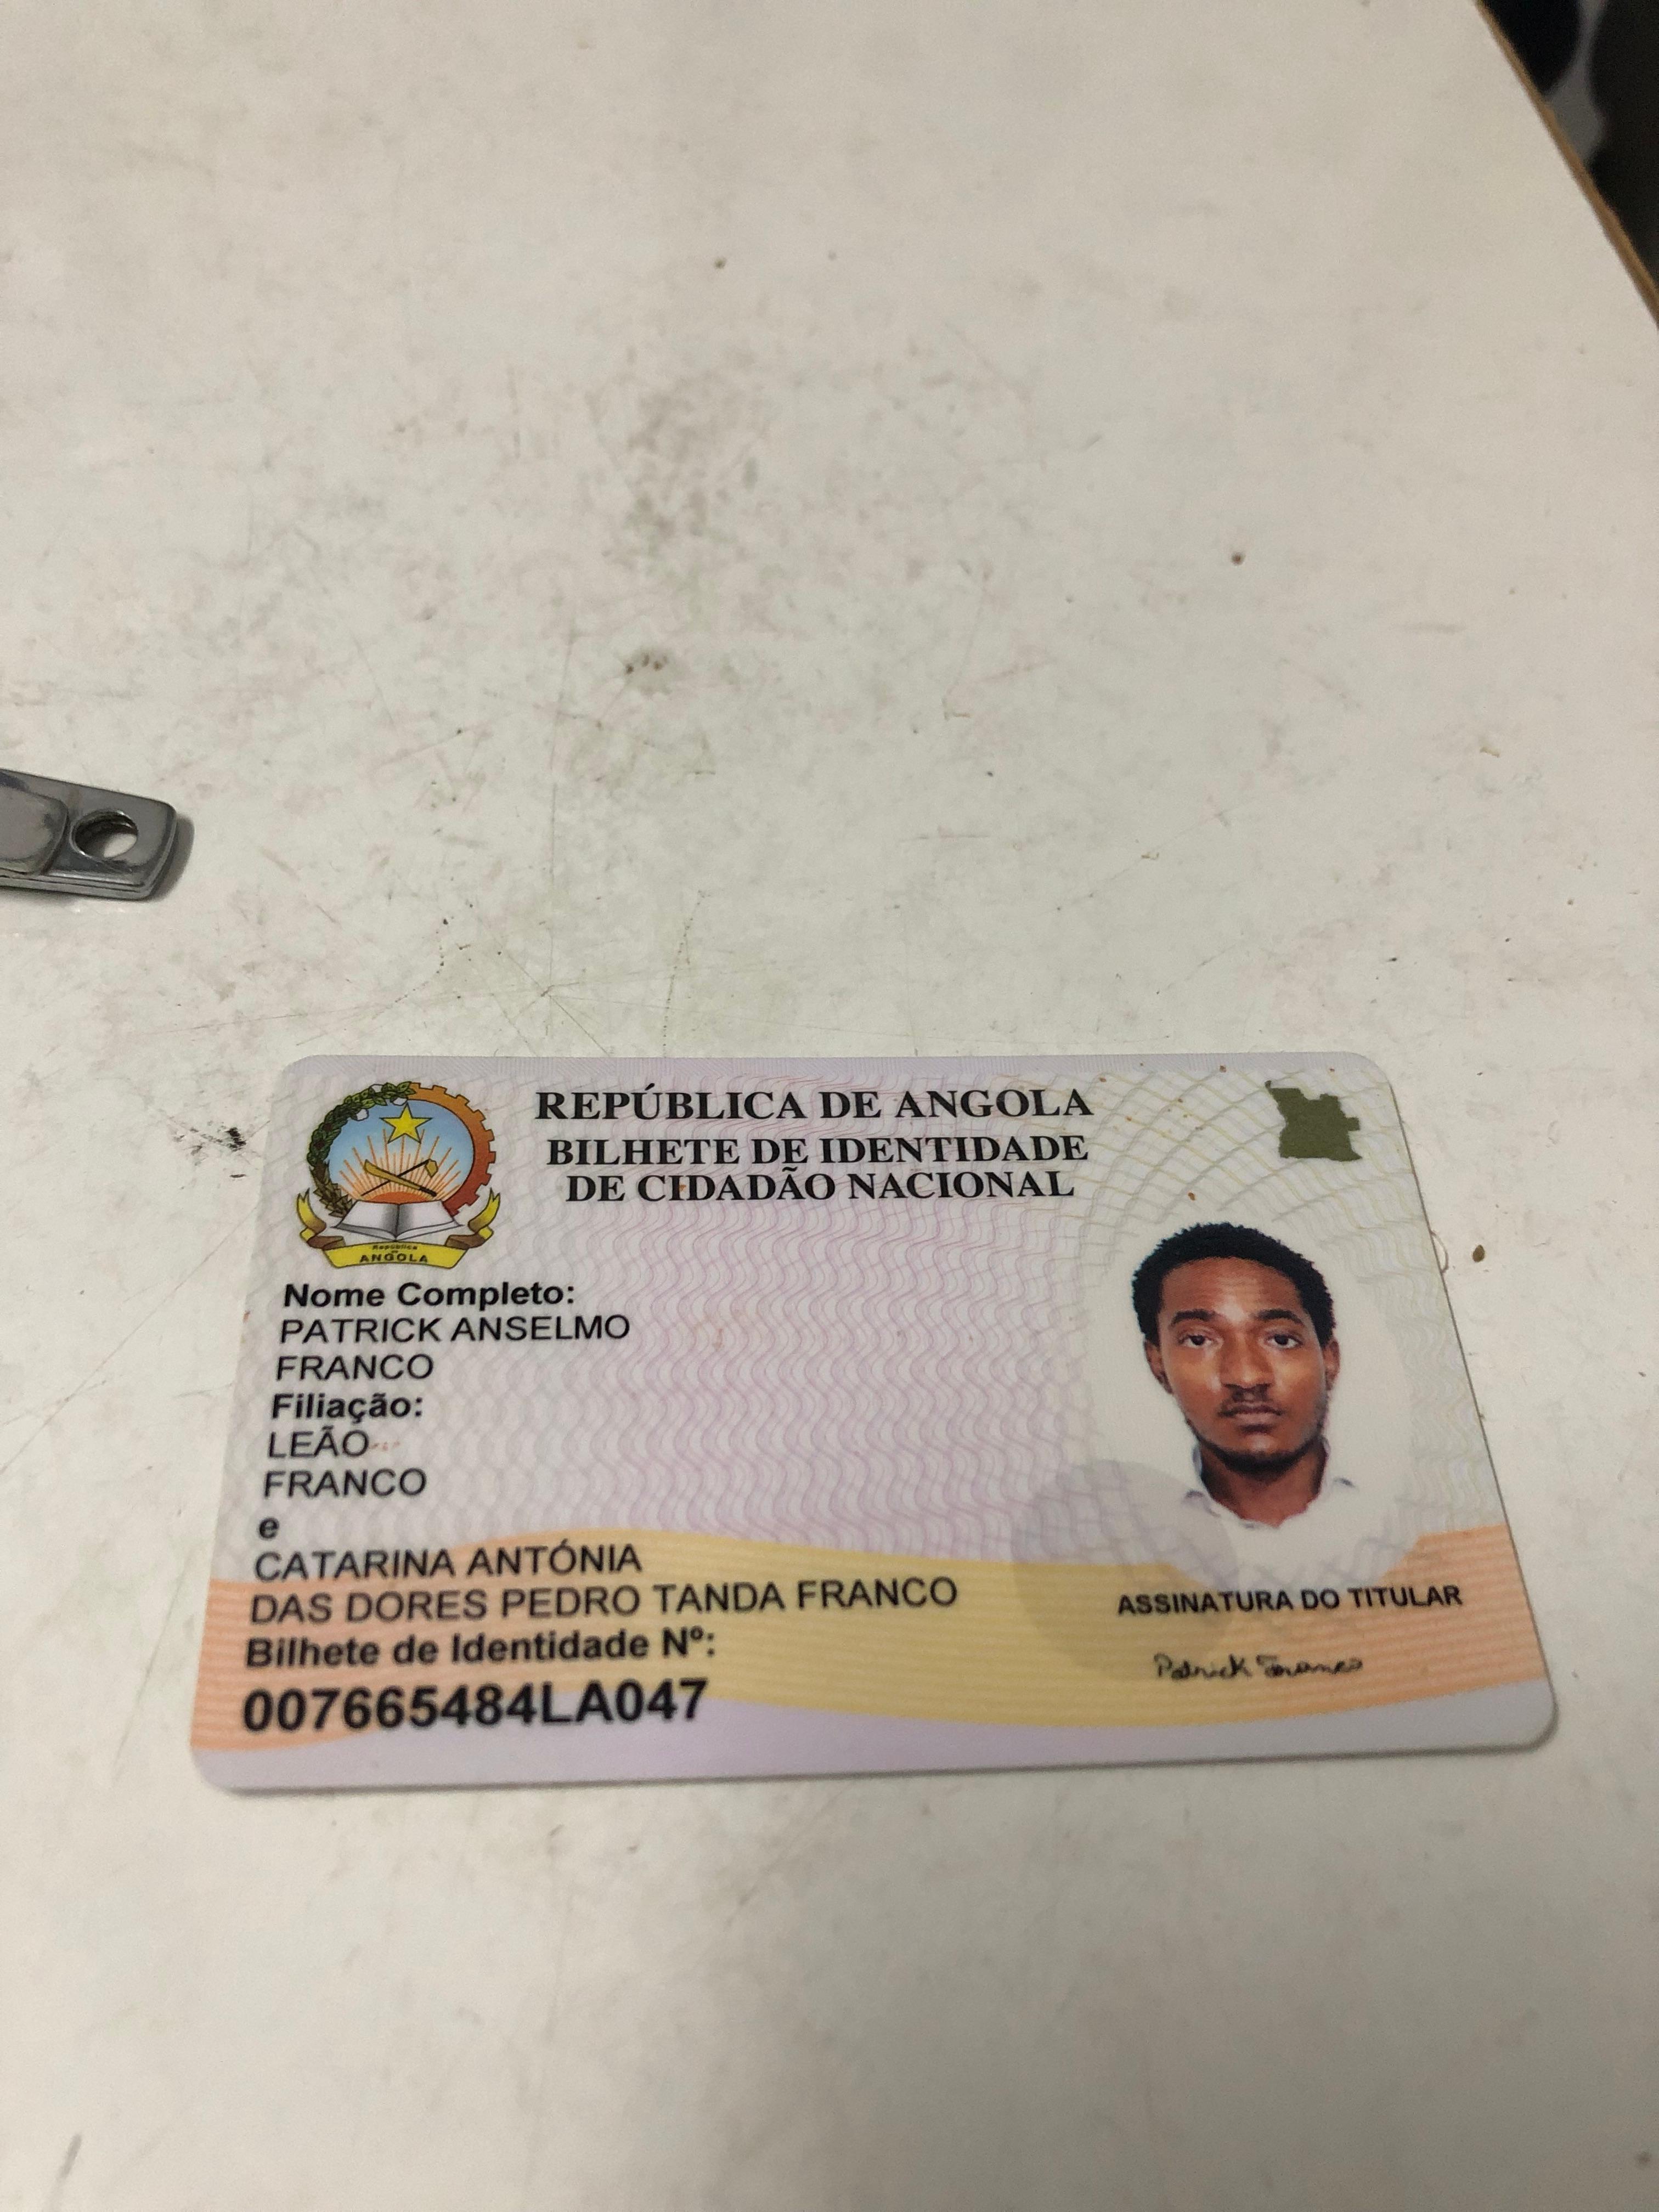 REPÚBLICA DE ANGOLA
BILHETE DE IDENTIDADE
DE CIDADÃO NACIONAL
República
ANGOLA
Nome Completo:
PATRICK ANSELMO
FRANCO
Filiação:
LEÃO
FRANCO
e
CATARINA ANTÓNIA
DAS DORES PEDRO TANDA FRANCO
Bilhete de Identidade Nº:
007665484LA047
ASSINATURA DO TITULAR
Patrick Franco